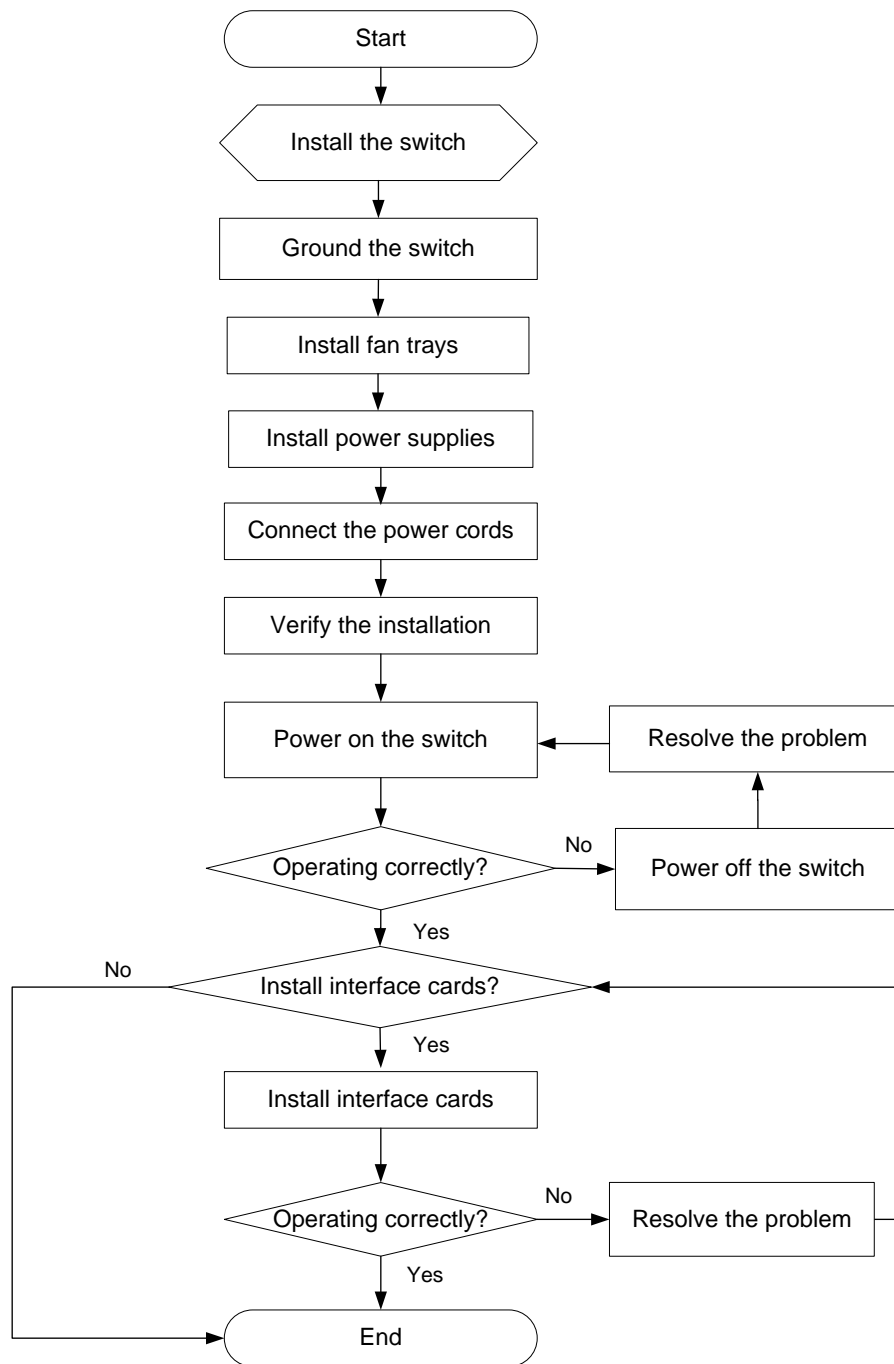 Start
Install the switch
Ground the switch
Install fan trays
Install power supplies
Connect the power cords
Verify the installation
Power on the switch
Resolve the problem
Operating correctly?
No
Power off the switch
Yes
No
Install interface cards?
Yes
Install interface cards
Operating correctly?
No
Resolve the problem
Yes
End